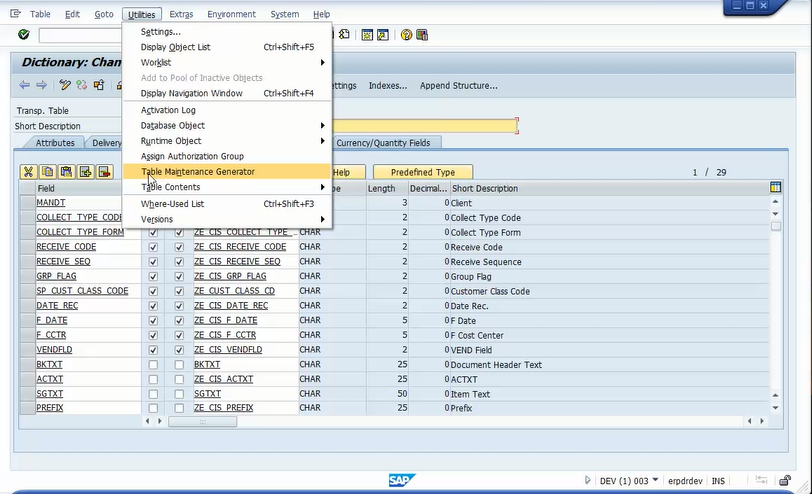 Table Edit Goto Utilities Extras Environment System Help
Dictionary: Chan
Settings...
Display Object List Ctrl+Shift+F5
Worklist
Add to Pool of Inactive Objects
Display Navigation Window Ctrl+Shift+F4
Activation Log
Database Object
Runtime Object
Assign Authorization Group
Table Maintenance Generator
Table Contents
Where-Used List Ctrl+Shift+F3
Versions
ettings Indexes... Append Structure...
Transp. Table
Short Description
Attributes Delivery Currency/Quantity Fields
Help Predefined Type 1 / 29
Field pe Length Decimal... Short Description
MANDT 3 0 Client
COLLECT_TYPE_CODE 2 0 Collect Type Code
COLLECT_TYPE_FORM ZE_CIS_COLLECT_TYPE_... CHAR 2 0 Collect Type Form
RECEIVE_CODE ZE_CIS_RECEIVE_CODE CHAR 2 0 Receive Code
RECEIVE_SEQ ZE_CIS_RECEIVE_SEQ CHAR 2 0 Receive Sequence
GRP_FLAG ZE_CIS_GRP_FLAG CHAR 2 0 Group Flag
SP_CUST_CLASS_CODE ZE_CUST_CLASS_CD CHAR 2 0 Customer Class Code
DATE_REC ZE_CIS_DATE_REC CHAR 2 0 Date Rec.
F_DATE ZE_CIS_F_DATE CHAR 5 0 F Date
F_CCTR ZE_CIS_F_CCTR CHAR 5 0 F Cost Center
VENDFLD ZE_CIS_VENDFLD CHAR 2 0 VEND Field
BKTXT BKTXT CHAR 25 0 Document Header Text
ACTXT ZE_CIS_ACTXT CHAR 25 0 ACTXT
SGTXT SGTXT CHAR 50 0 Item Text
PREFIX ZE_CIS_PREFIX CHAR 25 0 Prefix
SAP DEV (1) 003 erpdrdev INS